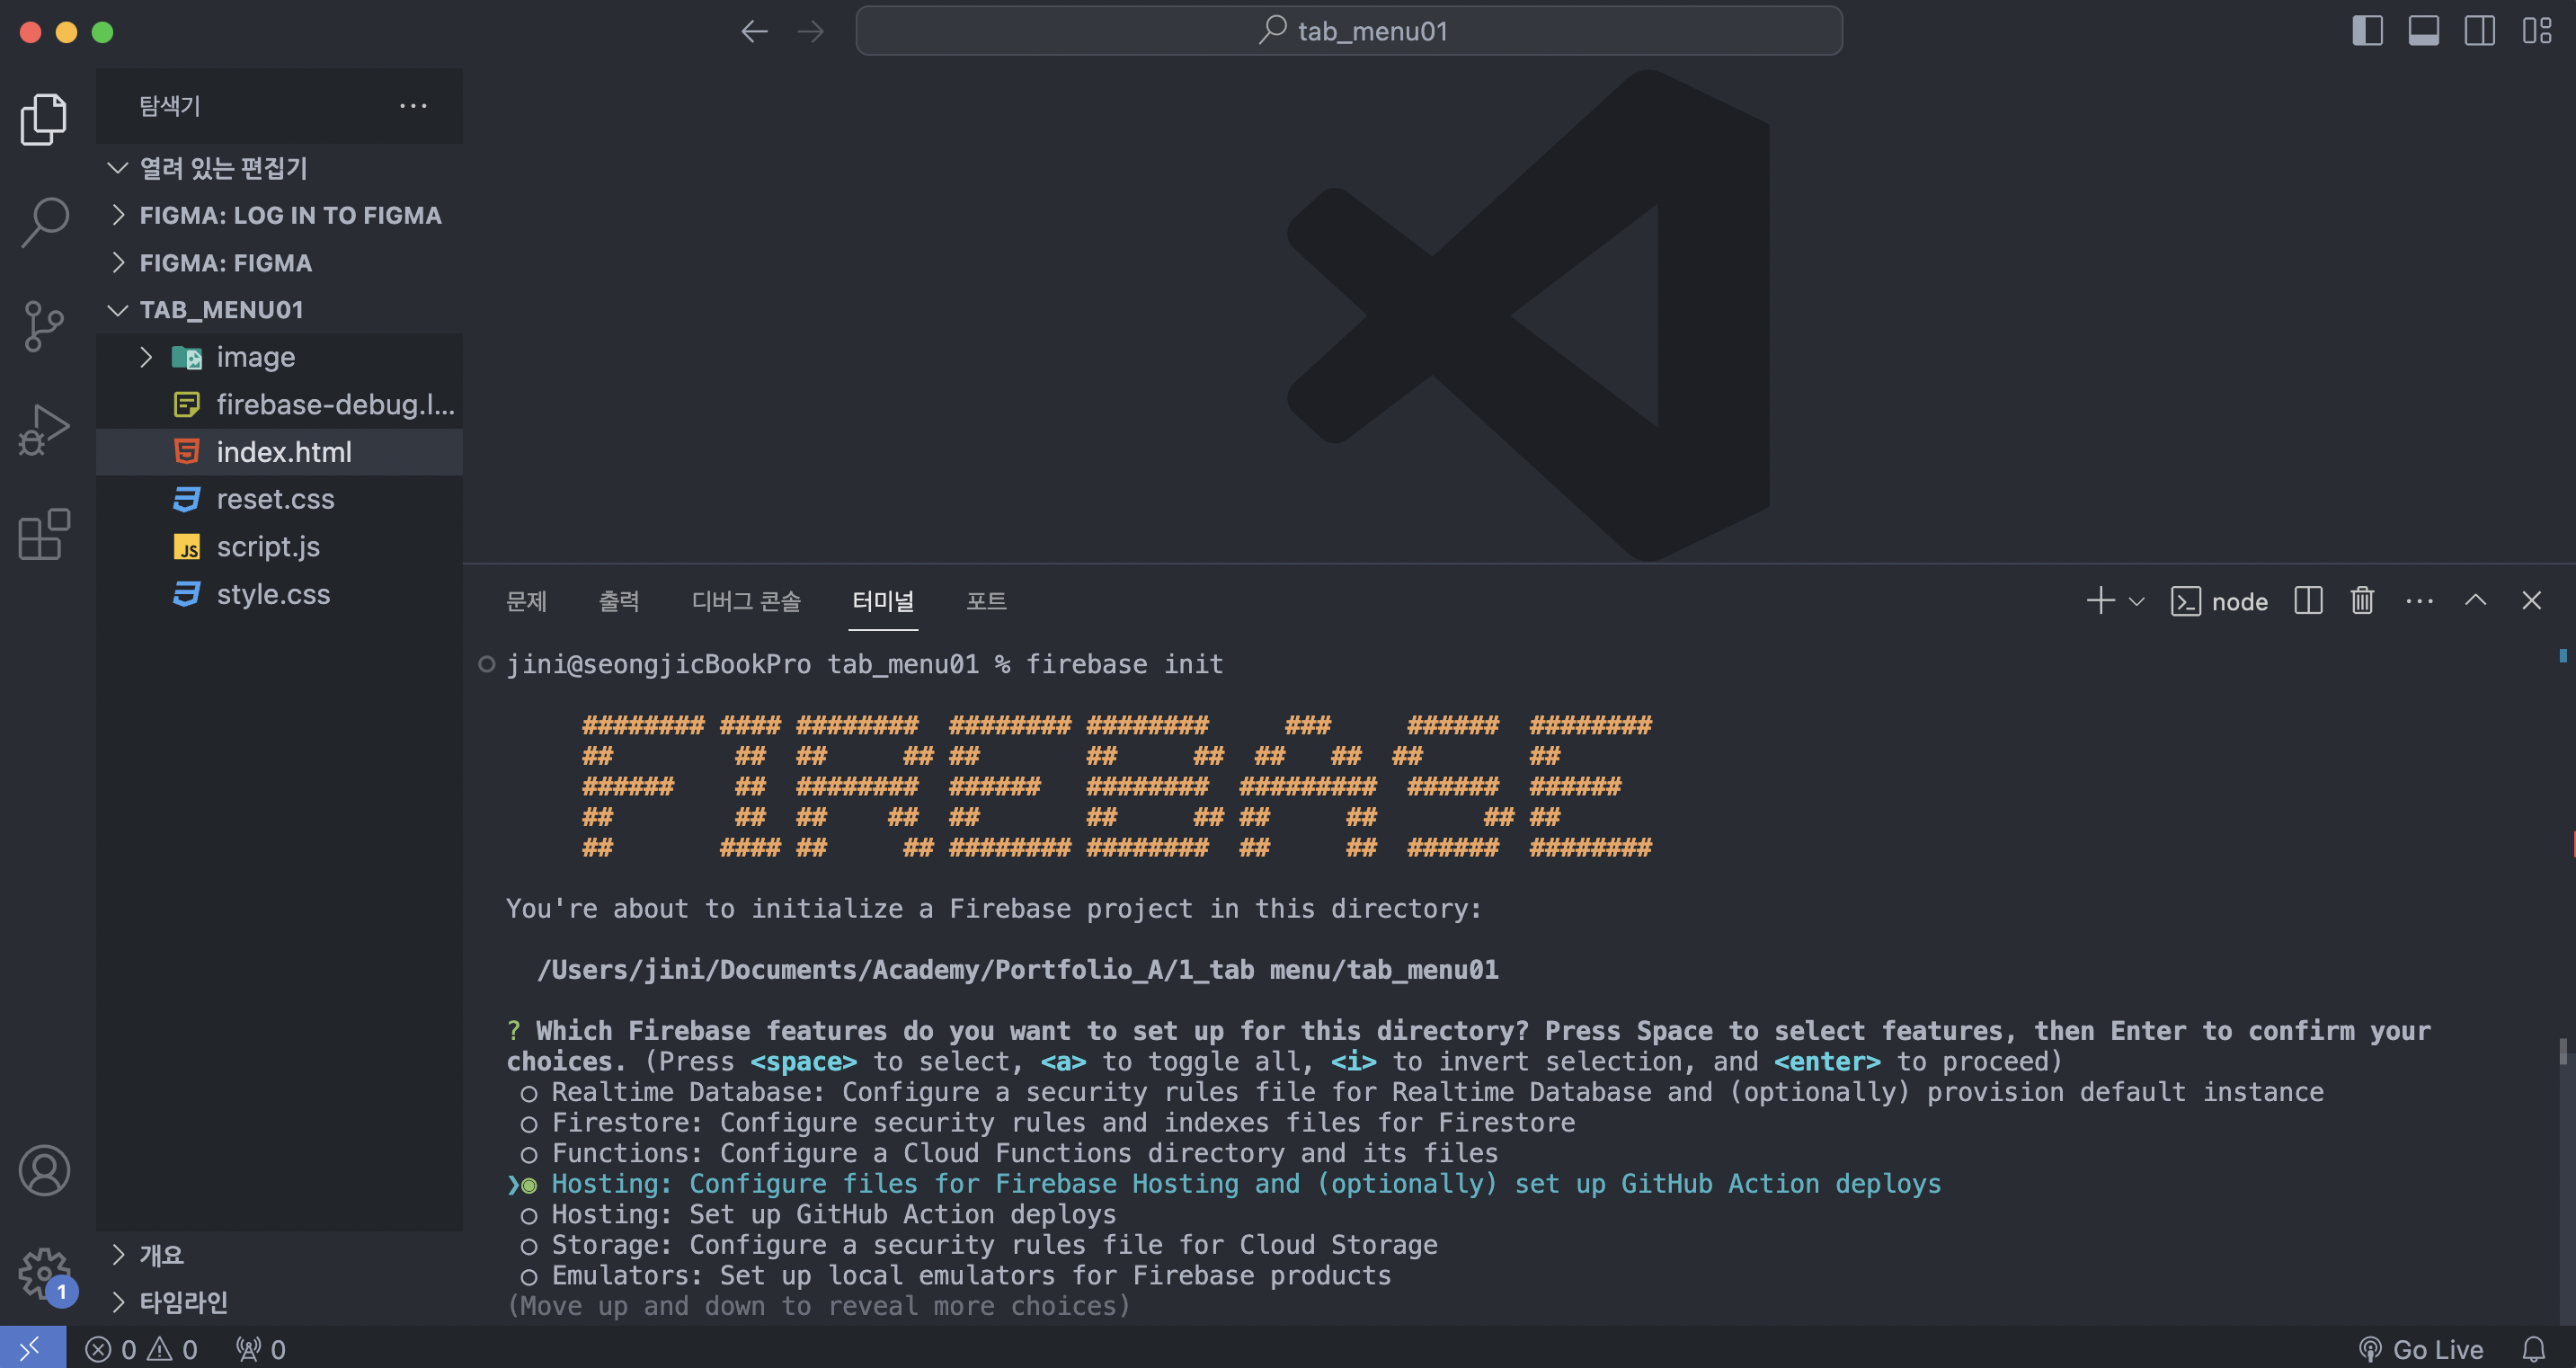 tab_menu01
탐색기
열려 있는 편집기
FIGMA: LOG IN TO FIGMA
FIGMA: FIGMA
TAB_MENU01
image
firebase-debug.l...
index.html
reset.css
JS script.js
style.css
개요
타임라인
1
문제 출력 디버그 콘솔 터미널 포트
node
jini@seongjicBookPro tab_menu01 % firebase init
######## #### ########  ######## ########     ###     ######  ########
##        ##  ##     ## ##       ##     ##  ##   ##  ##       ##
######    ##  ########  ######   ########  #########  ######  ######
##        ##  ##    ##  ##       ##     ## ##     ##       ## ##
##       #### ##     ## ######## ########  ##     ##  ######  ########
You're about to initialize a Firebase project in this directory:
/Users/jini/Documents/Academy/Portfolio_A/1_tab menu/tab_menu01
? Which Firebase features do you want to set up for this directory? Press Space to select features, then Enter to confirm your
choices. (Press <space> to select, <a> to toggle all, <i> to invert selection, and <enter> to proceed)
◯ Realtime Database: Configure a security rules file for Realtime Database and (optionally) provision default instance
◯ Firestore: Configure security rules and indexes files for Firestore
◯ Functions: Configure a Cloud Functions directory and its files
❯◉ Hosting: Configure files for Firebase Hosting and (optionally) set up GitHub Action deploys
◯ Hosting: Set up GitHub Action deploys
◯ Storage: Configure a security rules file for Cloud Storage
◯ Emulators: Set up local emulators for Firebase products
(Move up and down to reveal more choices)
0 0 0
Go Live